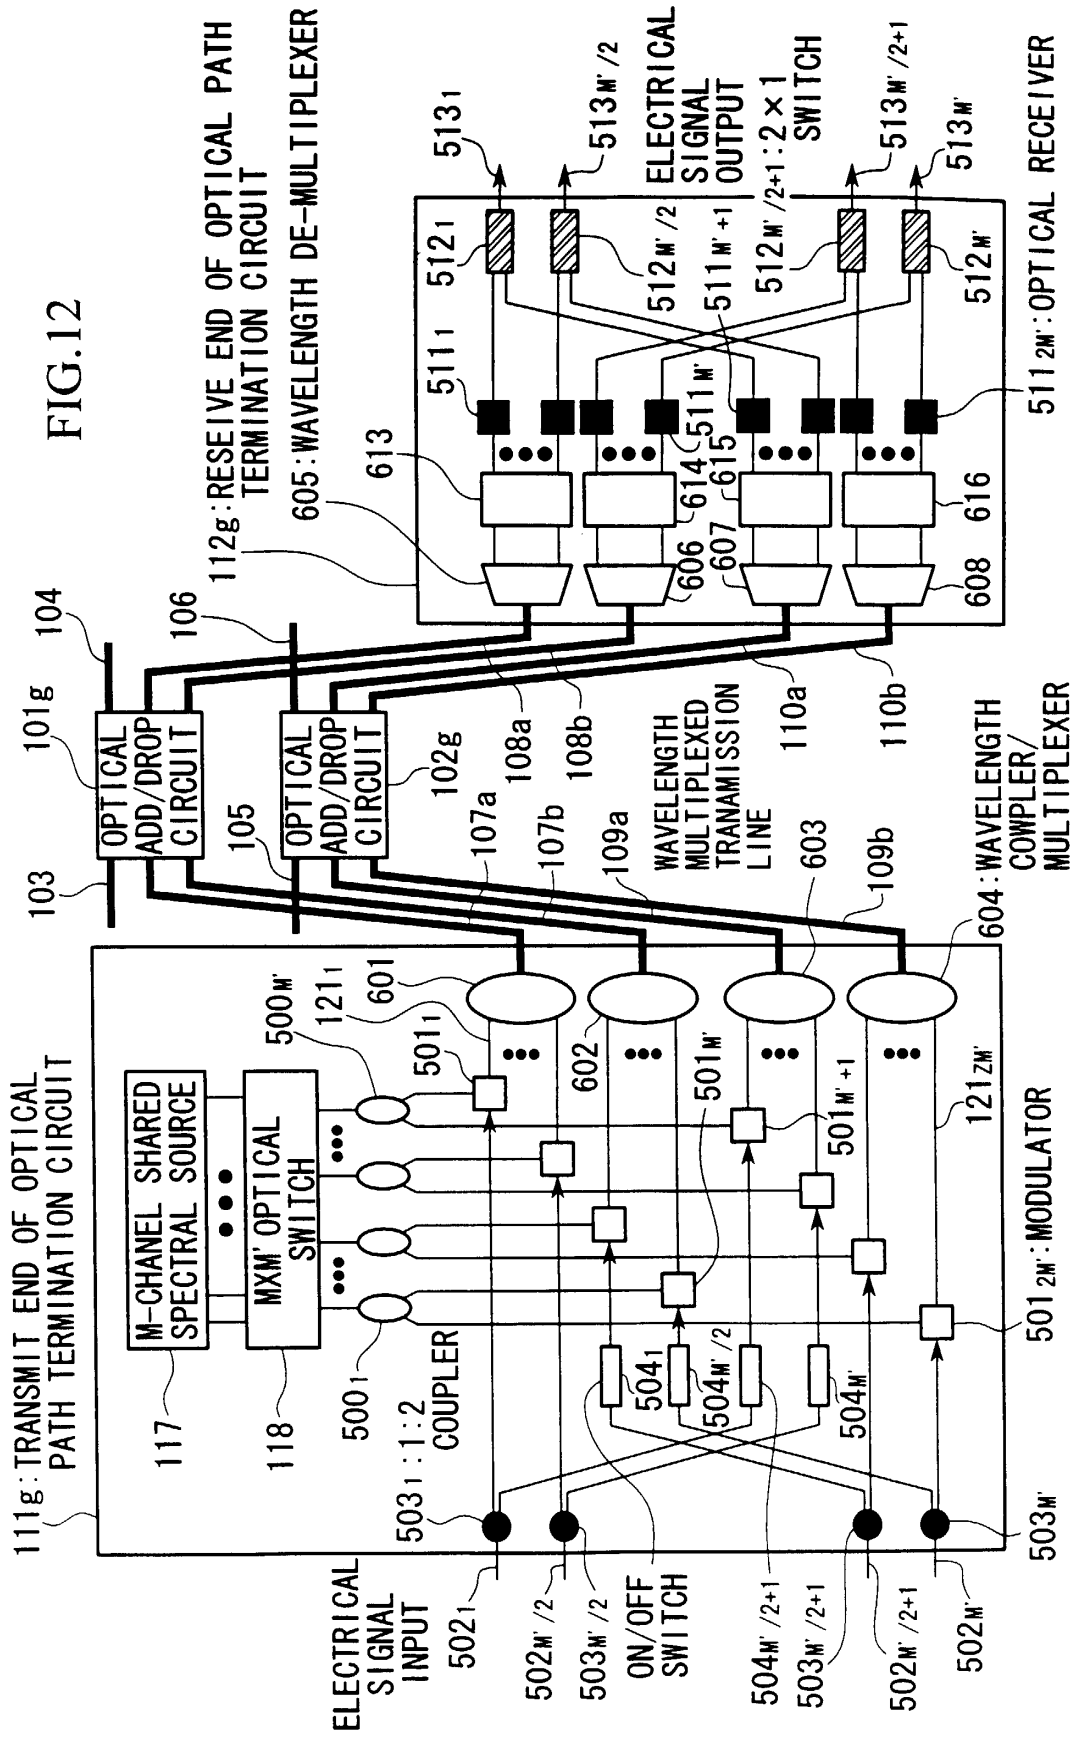 FIG.12
111g:TRANSMIT END OF OPTICAL
PATH TERMINATION CIRCUIT
117
M-CHANEL SHARED
SPECTRAL SOURCE
118
MXM' OPTICAL
SWITCH
500₁
500M'
503₁:1:2
COUPLER
121₁
601
501₁
ELECTRICAL
SIGNAL
INPUT
502₁
502M'/2
503M'/2
ON/OFF
SWITCH
504M'/2+1
503M'/2+1
502M'/2+1
502M'
503M'
504₁
504M'/2
504M'
602
501M'
501M'+1
121ZM'
501₂M':MODULATOR
103
101g
104
OPTICAL
ADD/DROP
CIRCUIT
105
106
OPTICAL
ADD/DROP
CIRCUIT
102g
107a
107b
109a
603
109b
604:WAVELENGTH
COWPLER/
MULTIPLEXER
108a
108b
WAVELENGTH
MULTIPLEXED
TRANAMISSION
LINE
110a
110b
112g:RESEIVE END OF OPTICAL PATH
TERMINATION CIRCUIT
605:WAVELENGTH DE-MULTIPLEXER
613
511₁
512₁
513₁
606
614
511M'
512M'/2
513M'/2
607
615
511M'+1
ELECTRICAL
SIGNAL
OUTPUT
512M'/2+1:2×1
SWITCH
513M'/2+1
608
616
512M'
513M'
511₂M':OPTICAL RECEIVER